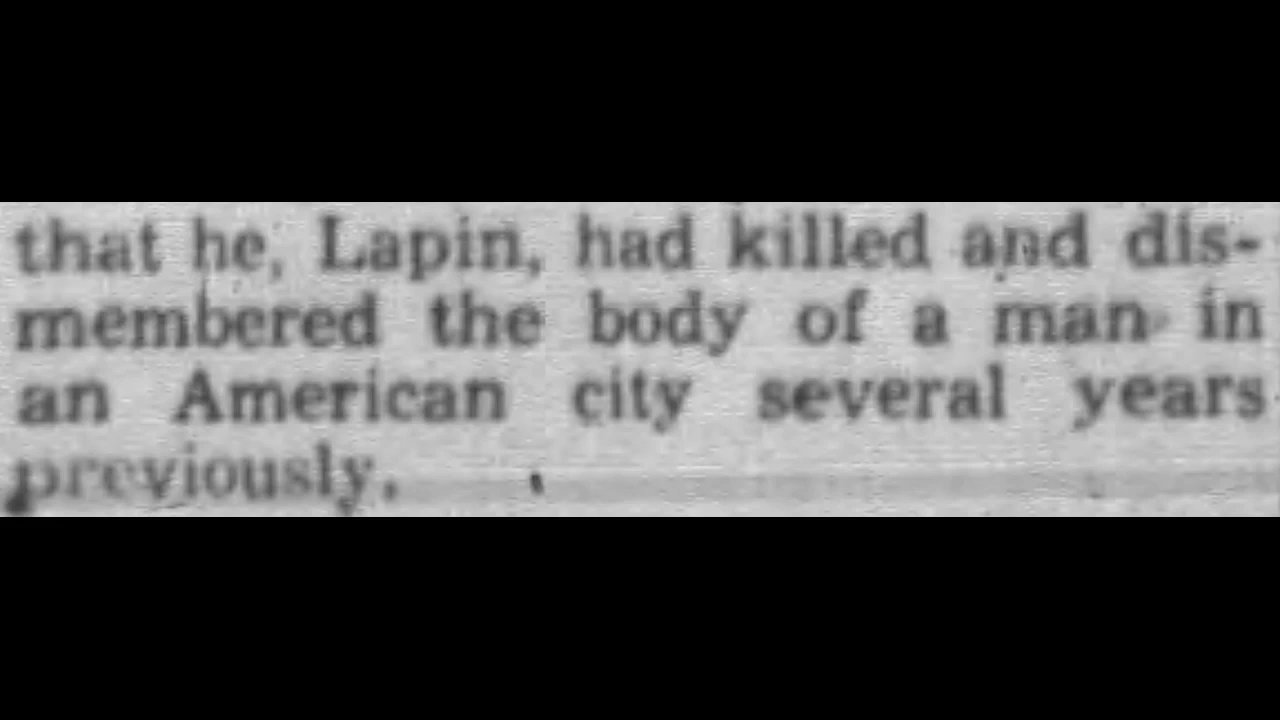 that he, Lapin, had killed and dis-
membered the body of a man in
an American city several years
previously.